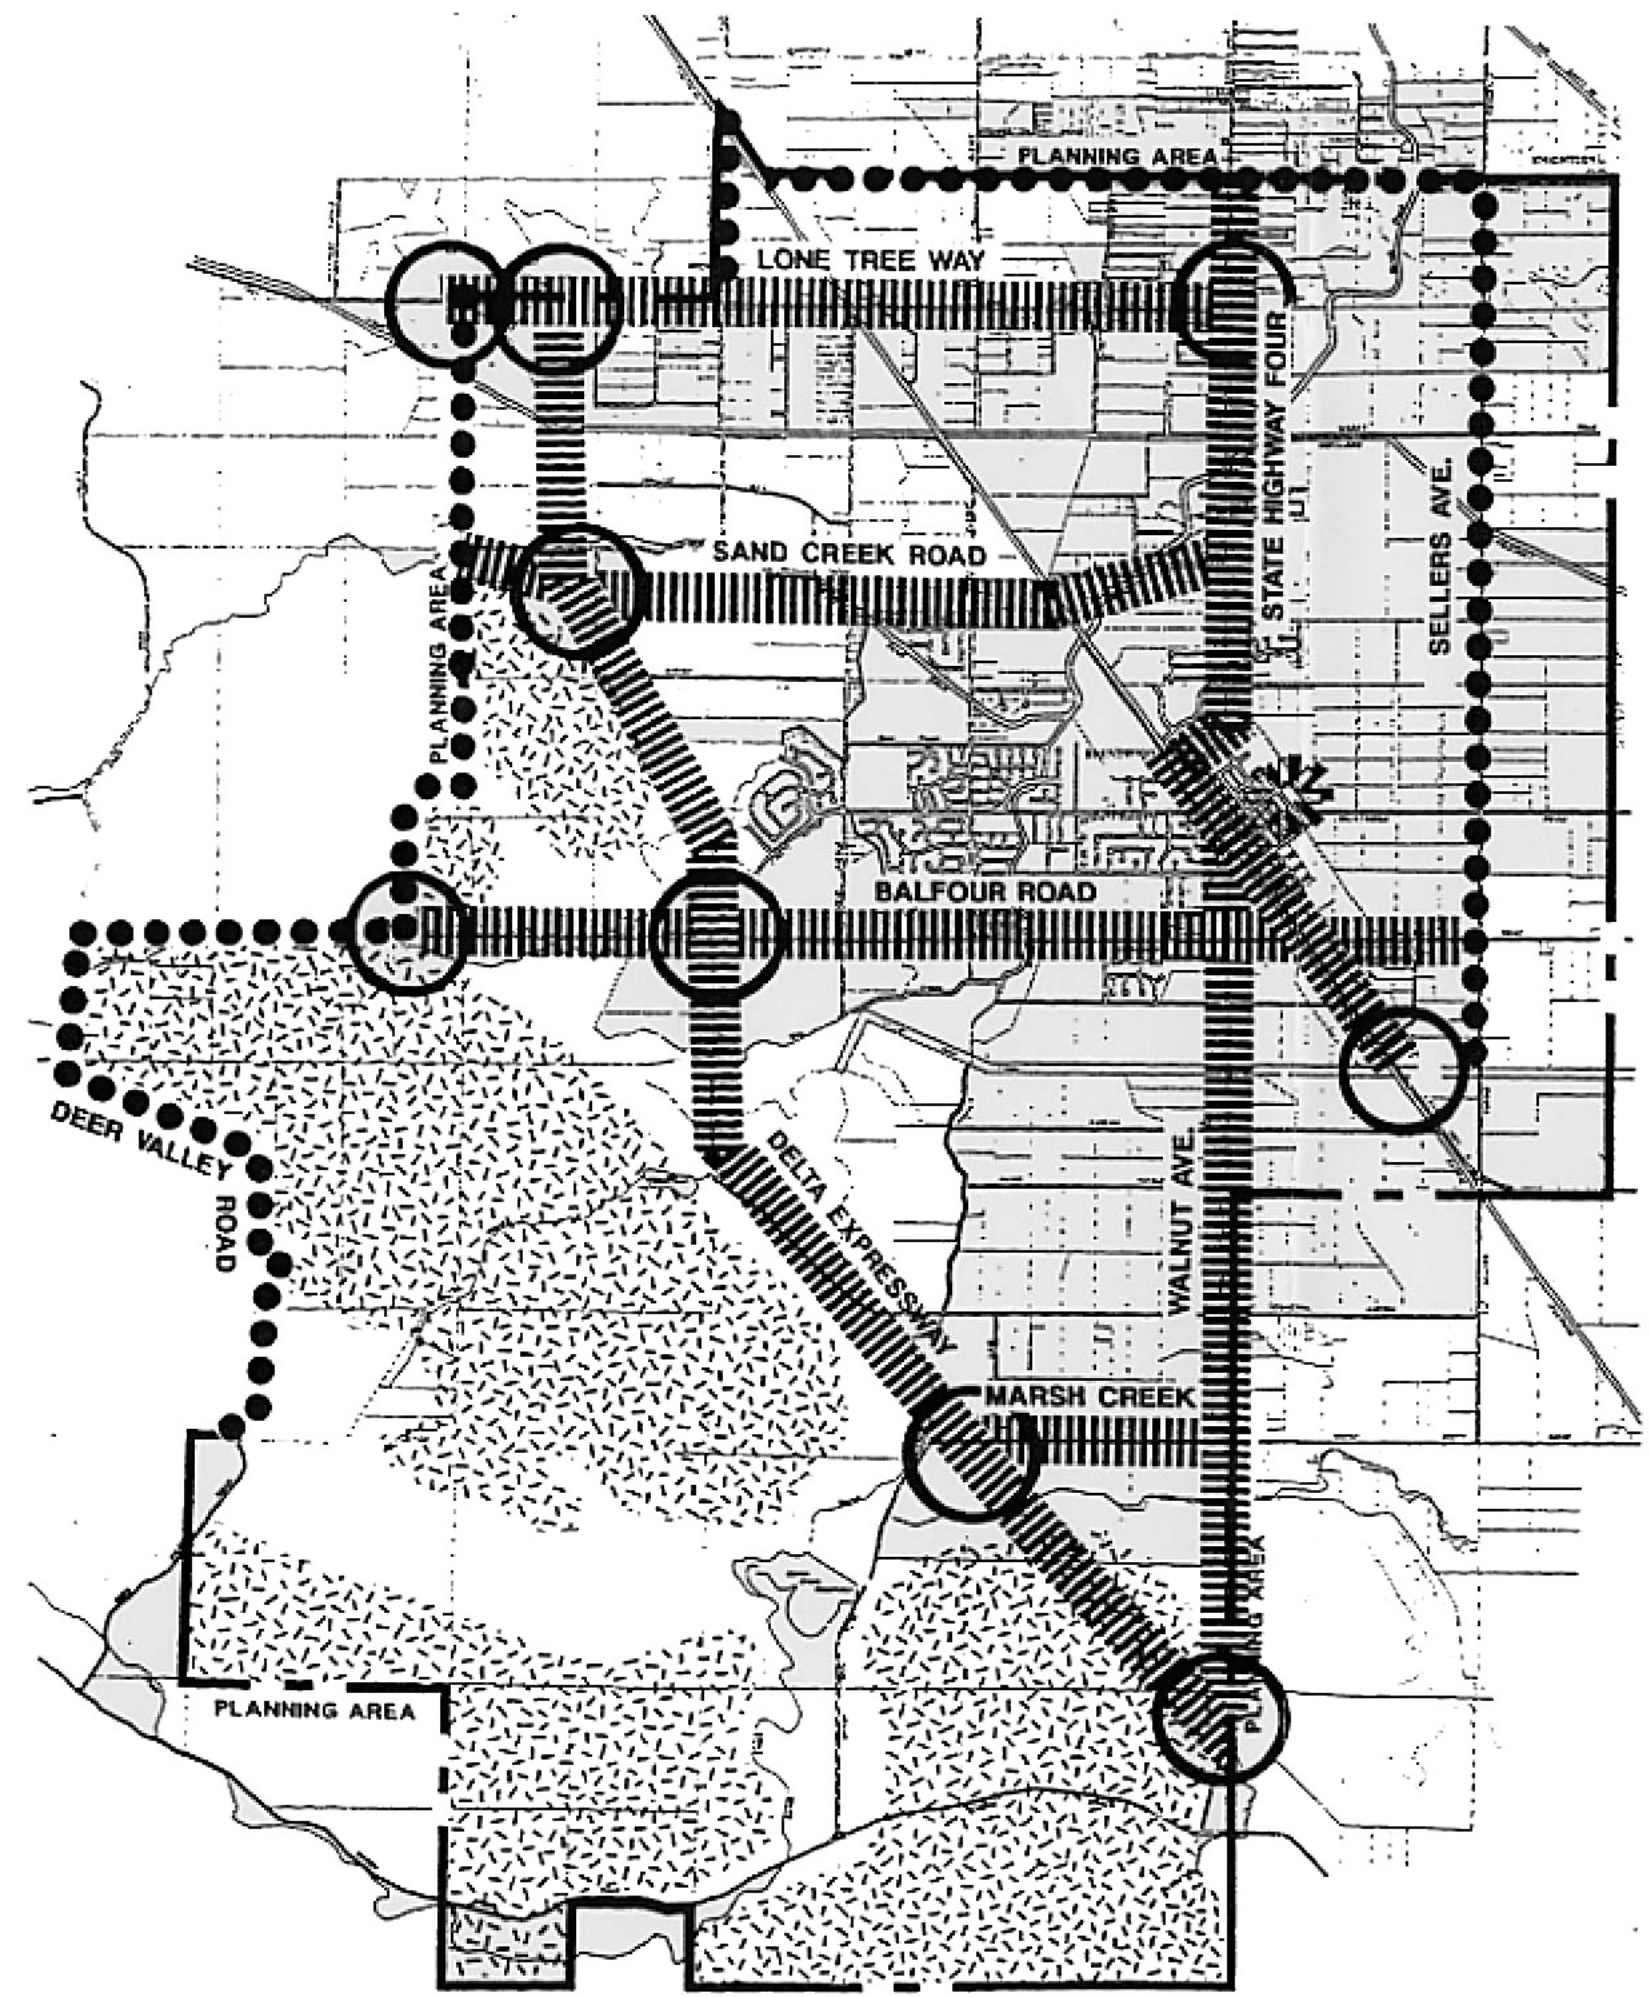 PLANNING AREA
LONE TREE WAY
STATE HIGHWAY FOUR
SELLERS AVE.
SAND CREEK ROAD
PLANNING AREA
BALFOUR ROAD
DEER VALLEY
ROAD
DELTA EXPRESSWAY
WALNUT AVE.
MARSH CREEK
PLANNING AREA
PLANNING AREA